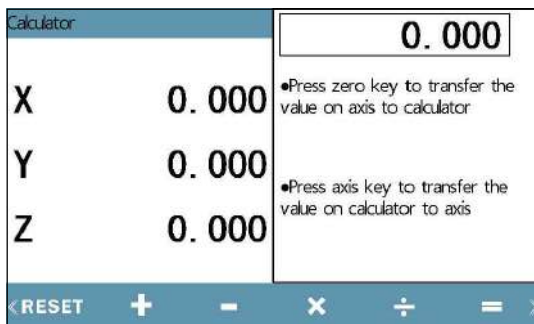 Calculator
0.000
X 0.000
Y 0.000
Z 0.000
•Press zero key to transfer the
value on axis to calculator
•Press axis key to transfer the
value on calculator to axis
‹RESET + - × ÷ = ›